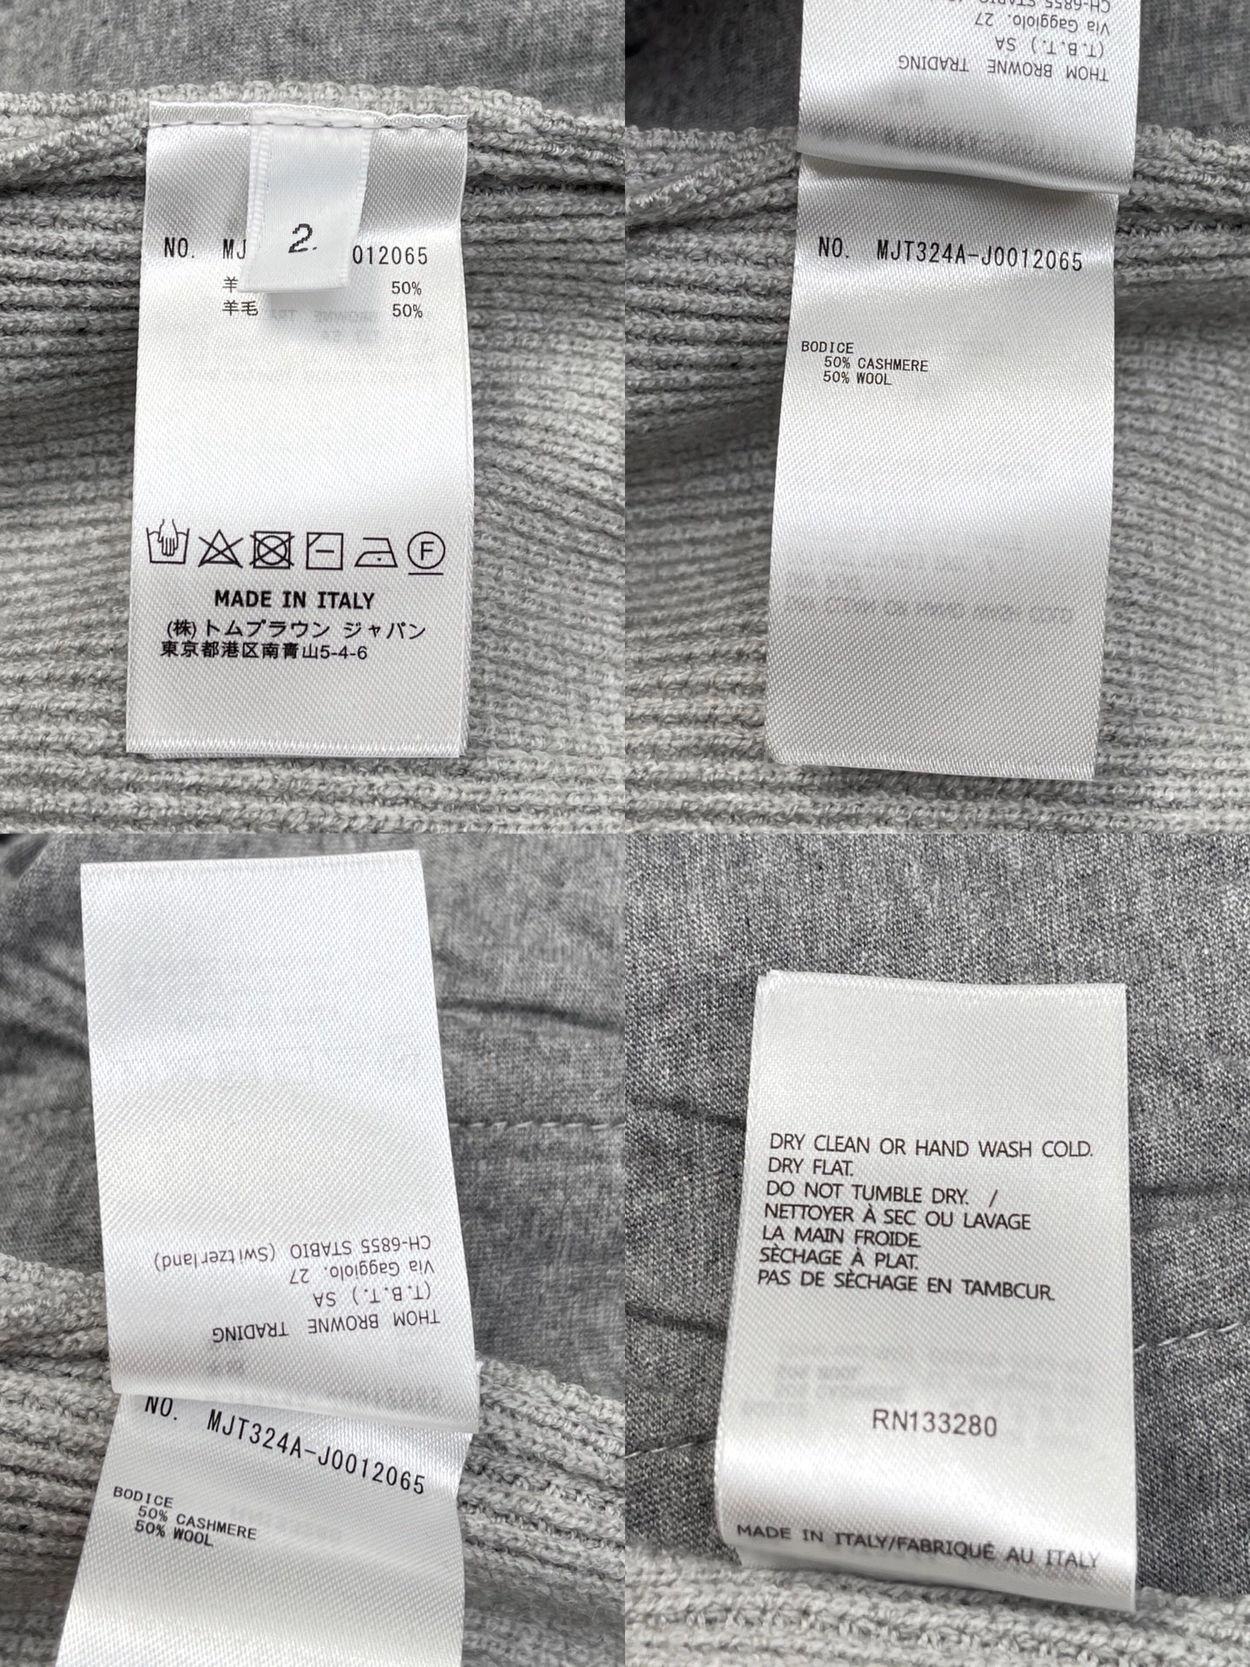 2.
NO. MJ 012065
羊 50%
羊毛 50%
F
MADE IN ITALY
(株)トムブラウン ジャパン
東京都港区南青山5-4-6
CH-6855 STABIO
Via Gaggiolo. 27
(T.B.T.) SA
THOM BROWNE TRADING
NO. MJT324A-J0012065
BODICE
50% CASHMERE
50% WOOL
THOM BROWNE TRADING
(T.B.T.) SA
Via Gaggiolo. 27
CH-6855 STABIO (Switzerland)
NO. MJT324A-J0012065
BODICE
50% CASHMERE
50% WOOL
DRY CLEAN OR HAND WASH COLD.
DRY FLAT.
DO NOT TUMBLE DRY. /
NETTOYER À SEC OU LAVAGE
LA MAIN FROIDE.
SÈCHAGE À PLAT.
PAS DE SÈCHAGE EN TAMBCUR.
RN133280
MADE IN ITALY/FABRIQUÉ AU ITALY